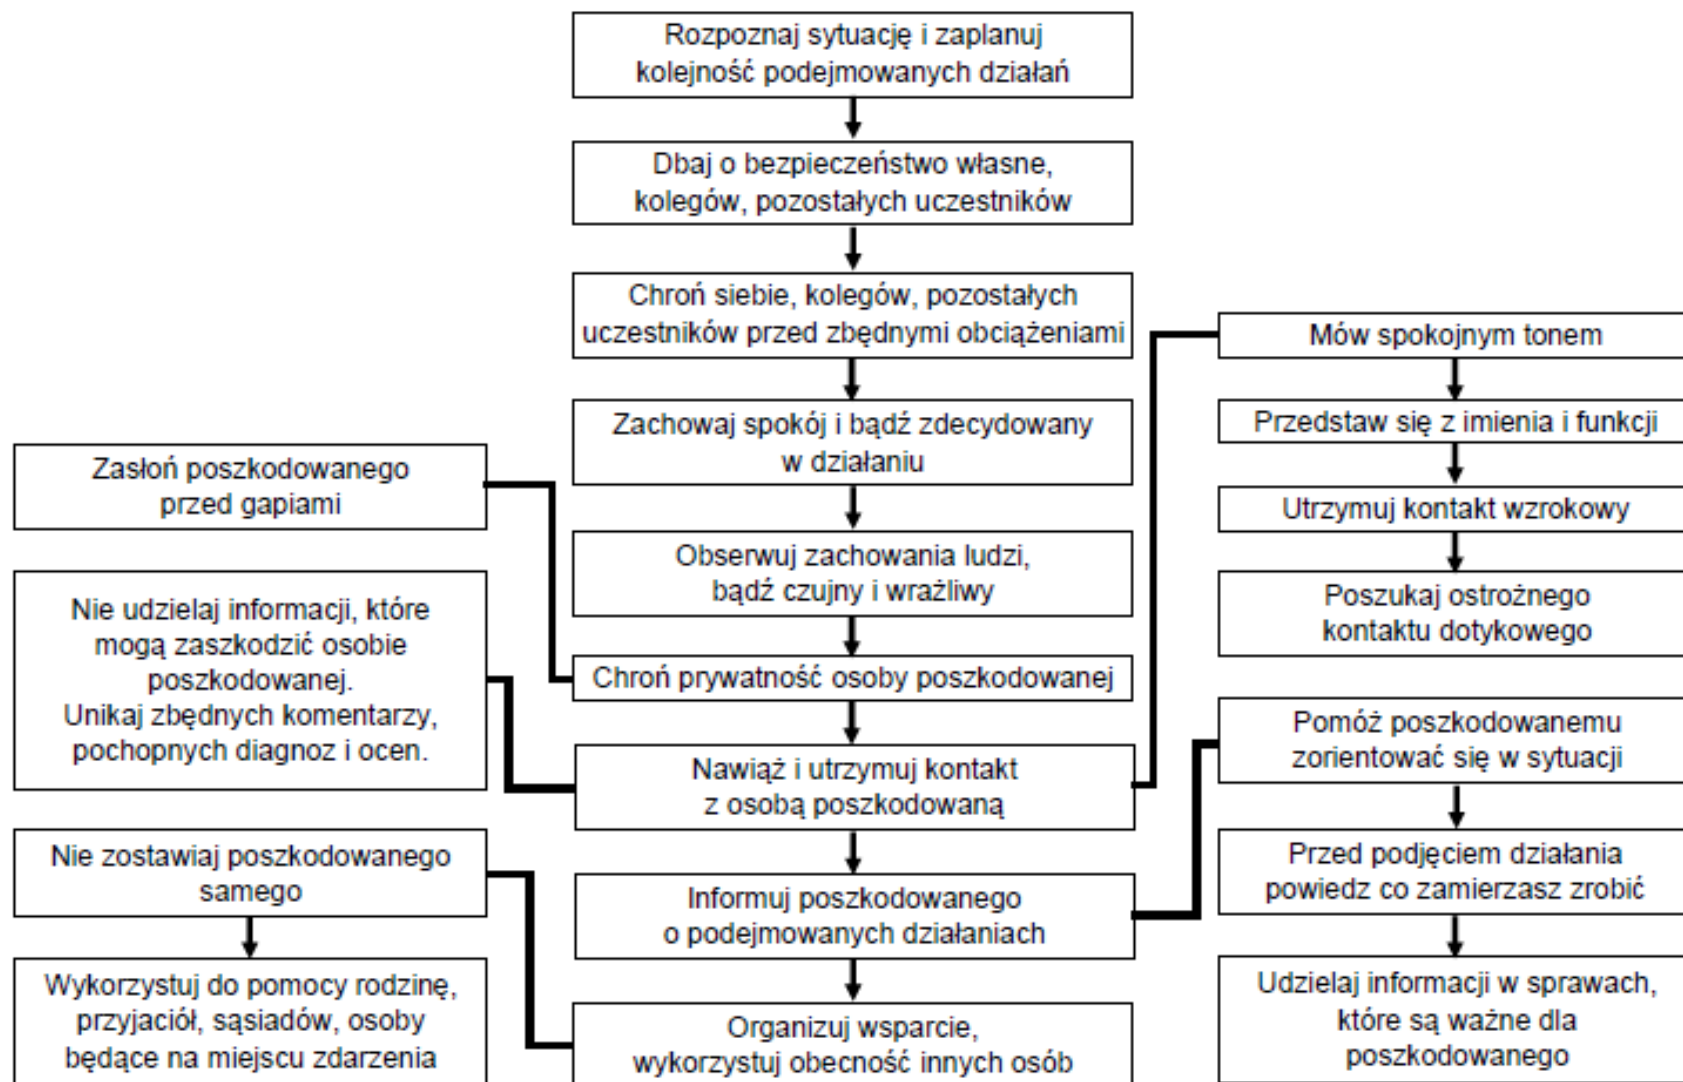 Rozpoznaj sytuację i zaplanuj
kolejność podejmowanych działań
Dbaj o bezpieczeństwo własne,
kolegów, pozostałych uczestników
Chroń siebie, kolegów, pozostałych
uczestników przed zbędnymi obciążeniami
Zachowaj spokój i bądź zdecydowany
w działaniu
Obserwuj zachowania ludzi,
bądź czujny i wrażliwy
Chroń prywatność osoby poszkodowanej
Nawiąż i utrzymuj kontakt
z osobą poszkodowaną
Informuj poszkodowanego
o podejmowanych działaniach
Organizuj wsparcie,
wykorzystuj obecność innych osób
Zasłoń poszkodowanego
przed gapiami
Nie udzielaj informacji, które
mogą zaszkodzić osobie
poszkodowanej.
Unikaj zbędnych komentarzy,
pochopnych diagnoz i ocen.
Nie zostawiaj poszkodowanego
samego
Wykorzystuj do pomocy rodzinę,
przyjaciół, sąsiadów, osoby
będące na miejscu zdarzenia
Mów spokojnym tonem
Przedstaw się z imienia i funkcji
Utrzymuj kontakt wzrokowy
Poszukaj ostrożnego
kontaktu dotykowego
Pomóż poszkodowanemu
zorientować się w sytuacji
Przed podjęciem działania
powiedz co zamierzasz zrobić
Udzielaj informacji w sprawach,
które są ważne dla
poszkodowanego